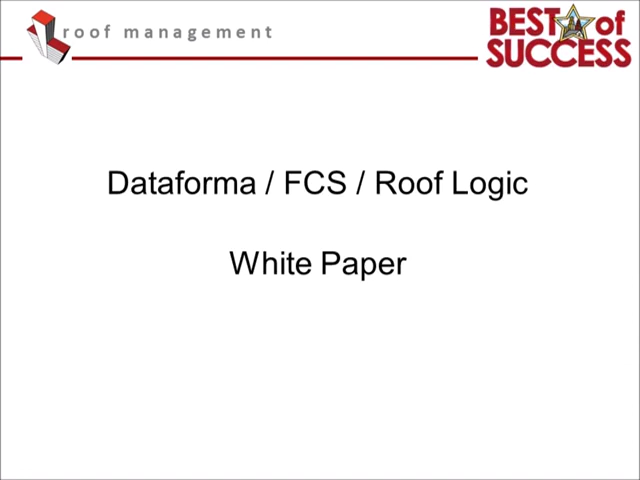 roof management
BEST of
SUCCESS
Dataforma / FCS / Roof Logic
White Paper